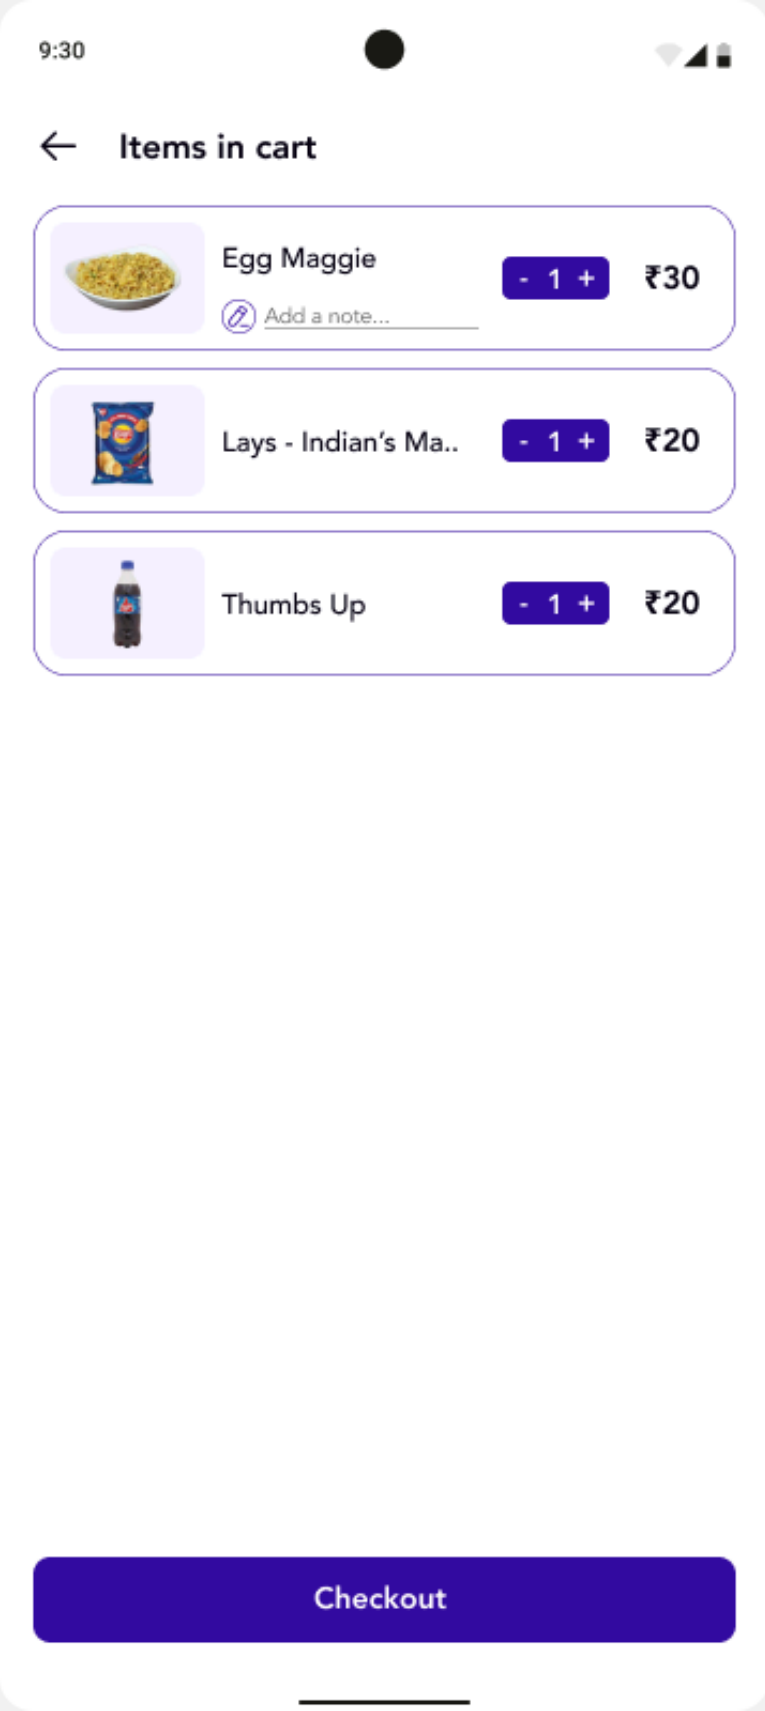 9:30
Items in cart
Egg Maggie
- 1 +
₹30
Add a note...
Lays - Indian’s Ma..
- 1 +
₹20
Thumbs Up
- 1 +
₹20
Checkout